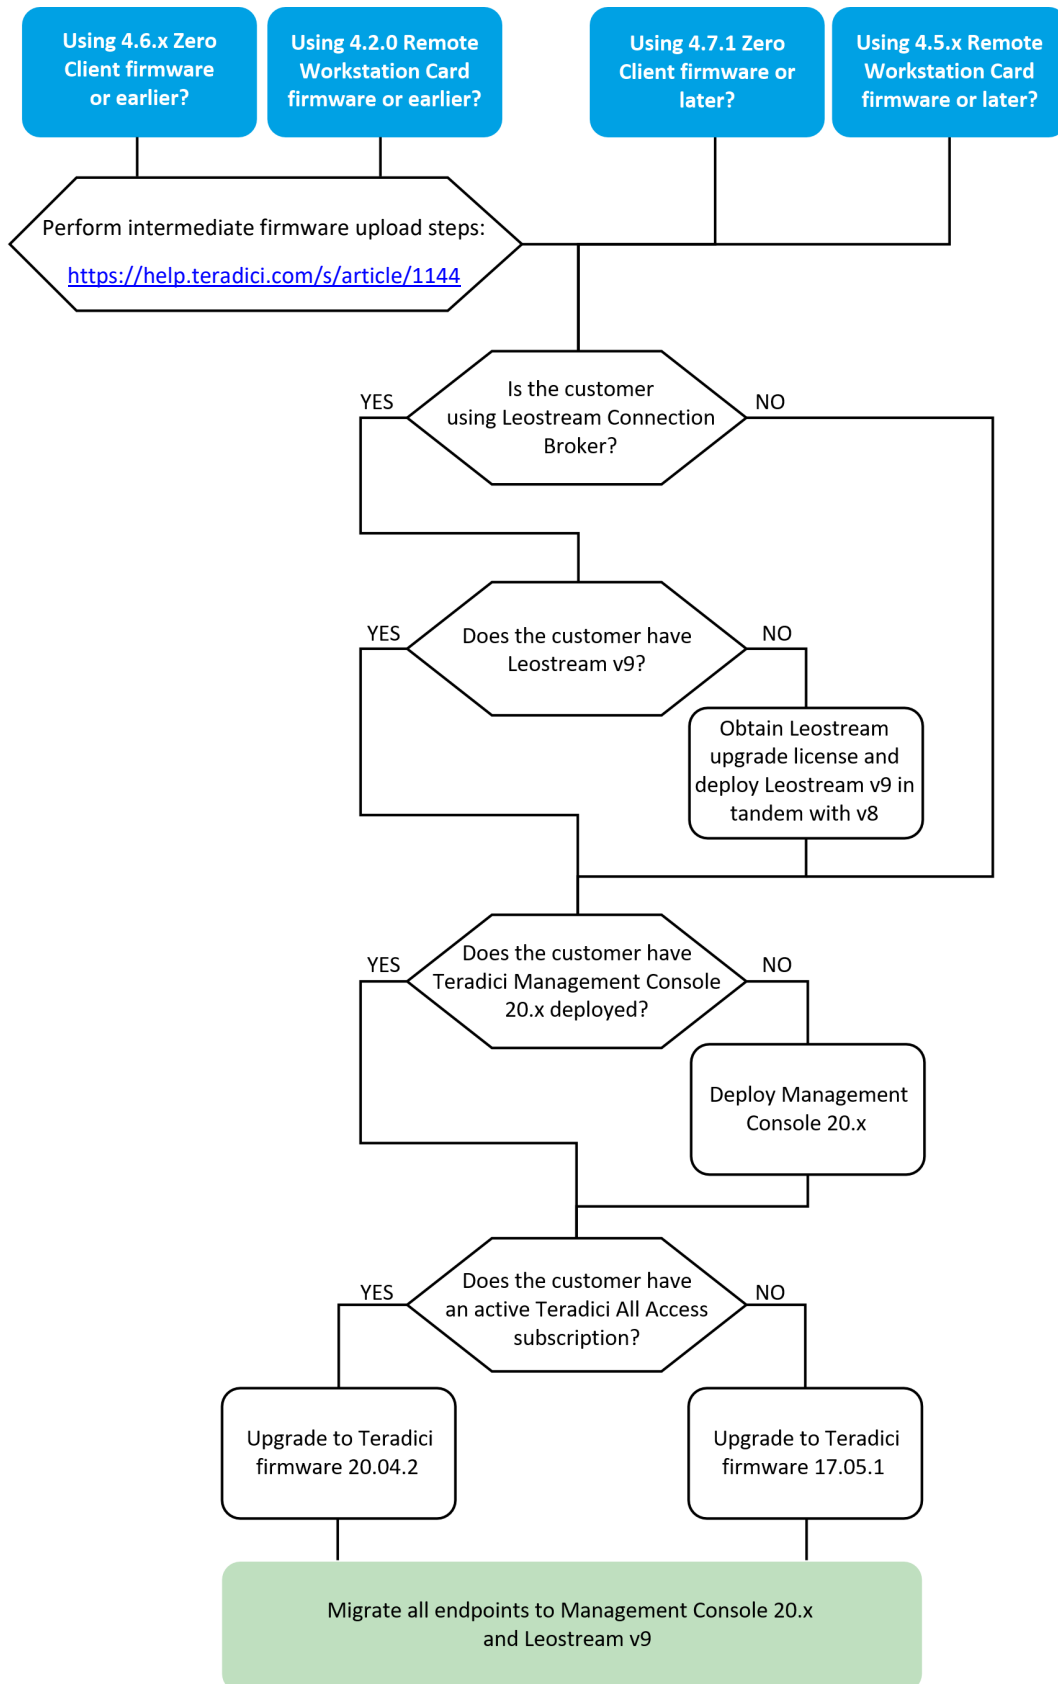 Using 4.6.x Zero
Client firmware
or earlier?
Using 4.2.0 Remote
Workstation Card
firmware or earlier?
Using 4.7.1 Zero
Client firmware or
later?
Using 4.5.x Remote
Workstation Card
firmware or later?
Perform intermediate firmware upload steps:
https://help.teradici.com/s/article/1144
Is the customer
using Leostream Connection
Broker?
YES
NO
Does the customer have
Leostream v9?
YES
NO
Obtain Leostream
upgrade license and
deploy Leostream v9 in
tandem with v8
Does the customer have
Teradici Management Console
20.x deployed?
YES
NO
Deploy Management
Console 20.x
Does the customer have
an active Teradici All Access
subscription?
YES
NO
Upgrade to Teradici
firmware 20.04.2
Upgrade to Teradici
firmware 17.05.1
Migrate all endpoints to Management Console 20.x
and Leostream v9